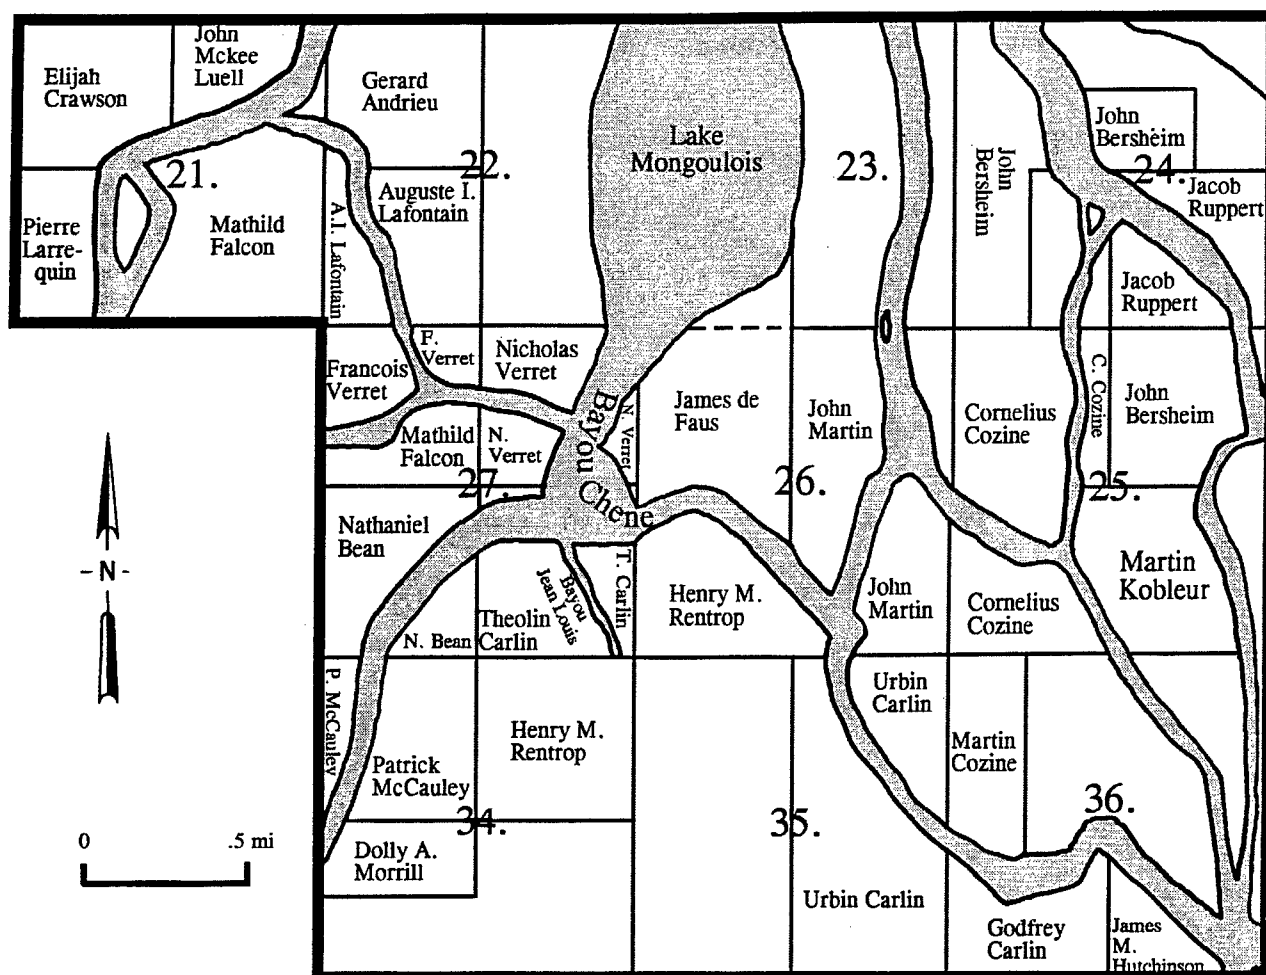 John
Mckee
Luell
Elijah
Crawson
Gerard
Andrieu
Lake
Mongoulois
John
Bersheim
John
Bersheim
21.
22.
23.
24.
Pierre
Larre-
quin
Mathild
Falcon
A.I. Lafontain
Auguste I.
Lafontain
Jacob
Ruppert
Jacob
Ruppert
Francois
Verret
F.
Verret
Nicholas
Verret
N. Verret
James de
Faus
John
Martin
Cornelius
Cozine
C. Cozine
John
Bersheim
Mathild
Falcon
N.
Verret
Bayou Chene
27.
26.
25.
Nathaniel
Bean
N. Bean
Theolin
Carlin
Bayou
Jean Louis
T. Carlin
Henry M.
Rentrop
John
Martin
Cornelius
Cozine
Martin
Kobleur
P. McCauley
Patrick
McCauley
Henry M.
Rentrop
Urbin
Carlin
Martin
Cozine
34.
35.
36.
Dolly A.
Morrill
Urbin Carlin
Godfrey
Carlin
James
M.
Hutchinson
- N -
0 .5 mi